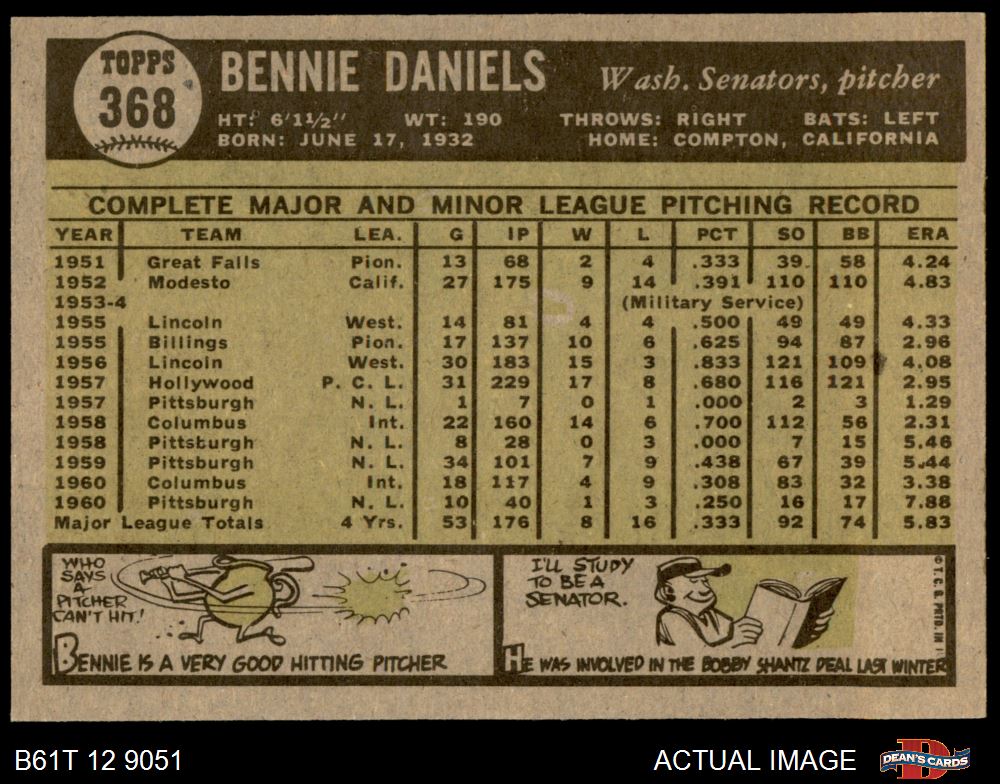 TOPPS
368
BENNIE DANIELS Wash. Senators, pitcher
HT: 6'11/2" WT: 190 THROWS: RIGHT BATS: LEFT
BORN: JUNE 17, 1932 HOME: COMPTON, CALIFORNIA
COMPLETE MAJOR AND MINOR LEAGUE PITCHING RECORD
YEAR TEAM LEA. G IP W L PCT SO BB ERA
1951 Great Falls Pion. 13 68 2 4 .333 39 58 4.24
1952 Modesto Calif. 27 175 9 14 .391 110 110 4.83
1953-4 (Military Service)
1955 Lincoln West. 14 81 4 4 .500 49 49 4.33
1955 Billings Pion. 17 137 10 6 .625 94 87 2.96
1956 Lincoln West. 30 183 15 3 .833 121 109 4.08
1957 Hollywood P. C. L. 31 229 17 8 .680 116 121 2.95
1957 Pittsburgh N. L. 1 7 0 1 .000 2 3 1.29
1958 Columbus Int. 22 160 14 6 .700 112 56 2.31
1958 Pittsburgh N. L. 8 28 0 3 .000 7 15 5.46
1959 Pittsburgh N. L. 34 101 7 9 .438 67 39 5.44
1960 Columbus Int. 18 117 4 9 .308 83 32 3.38
1960 Pittsburgh N. L. 10 40 1 3 .250 16 17 7.88
Major League Totals 4 Yrs. 53 176 8 16 .333 92 74 5.83
WHO
SAYS
A
PITCHER
CAN'T HIT!
BENNIE IS A VERY GOOD HITTING PITCHER
I'LL STUDY
TO BE A
SENATOR.
HE WAS INVOLVED IN THE BOBBY SHANTZ DEAL LAST WINTER
© T. C. G. PRTD. IN
B61T 12 9051 ACTUAL IMAGE
D
DEAN'S CARDS